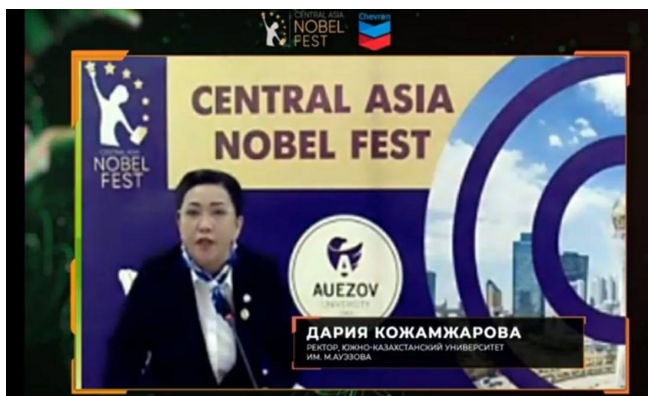 CENTRAL ASIA
NOBEL
FEST
Chevron
CENTRAL ASIA
NOBEL FEST
CENTRAL ASIA
NOBEL
FEST
AUEZOV
UNIVERSITY
ДАРИЯ КОЖАМЖАРОВА
РЕКТОР, ЮЖНО-КАЗАХСТАНСКИЙ УНИВЕРСИТЕТ
ИМ. М.АУЭЗОВА